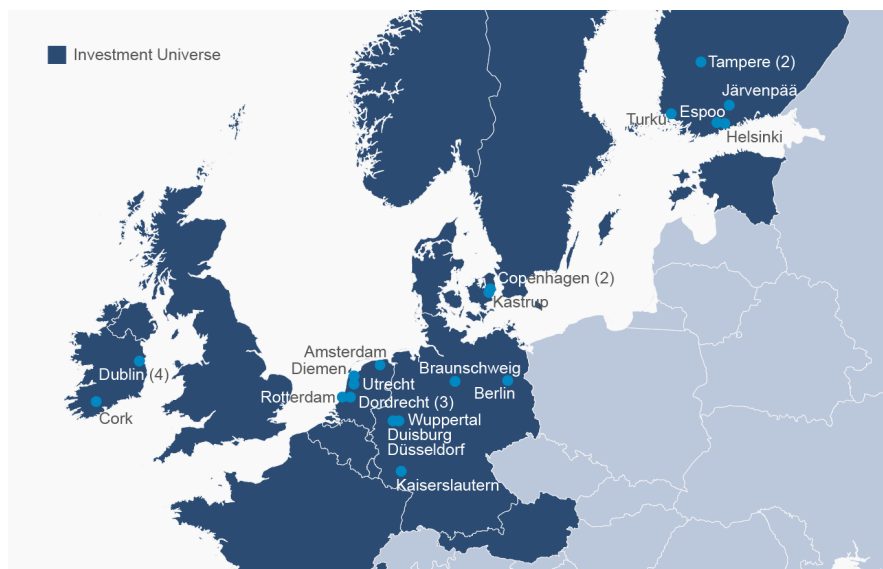 Investment Universe
Tampere (2)
Järvenpää
Turku
Espoo
Helsinki
Copenhagen (2)
Kastrup
Amsterdam
Diemen
Utrecht
Rotterdam
Dordrecht (3)
Braunschweig
Berlin
Dublin (4)
Cork
Wuppertal
Duisburg
Düsseldorf
Kaiserslautern